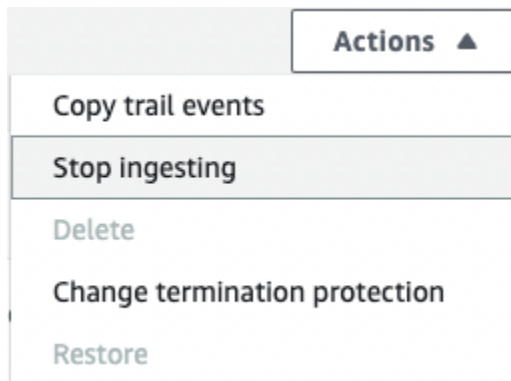 Actions
Copy trail events
Stop ingesting
Delete
Change termination protection
Restore